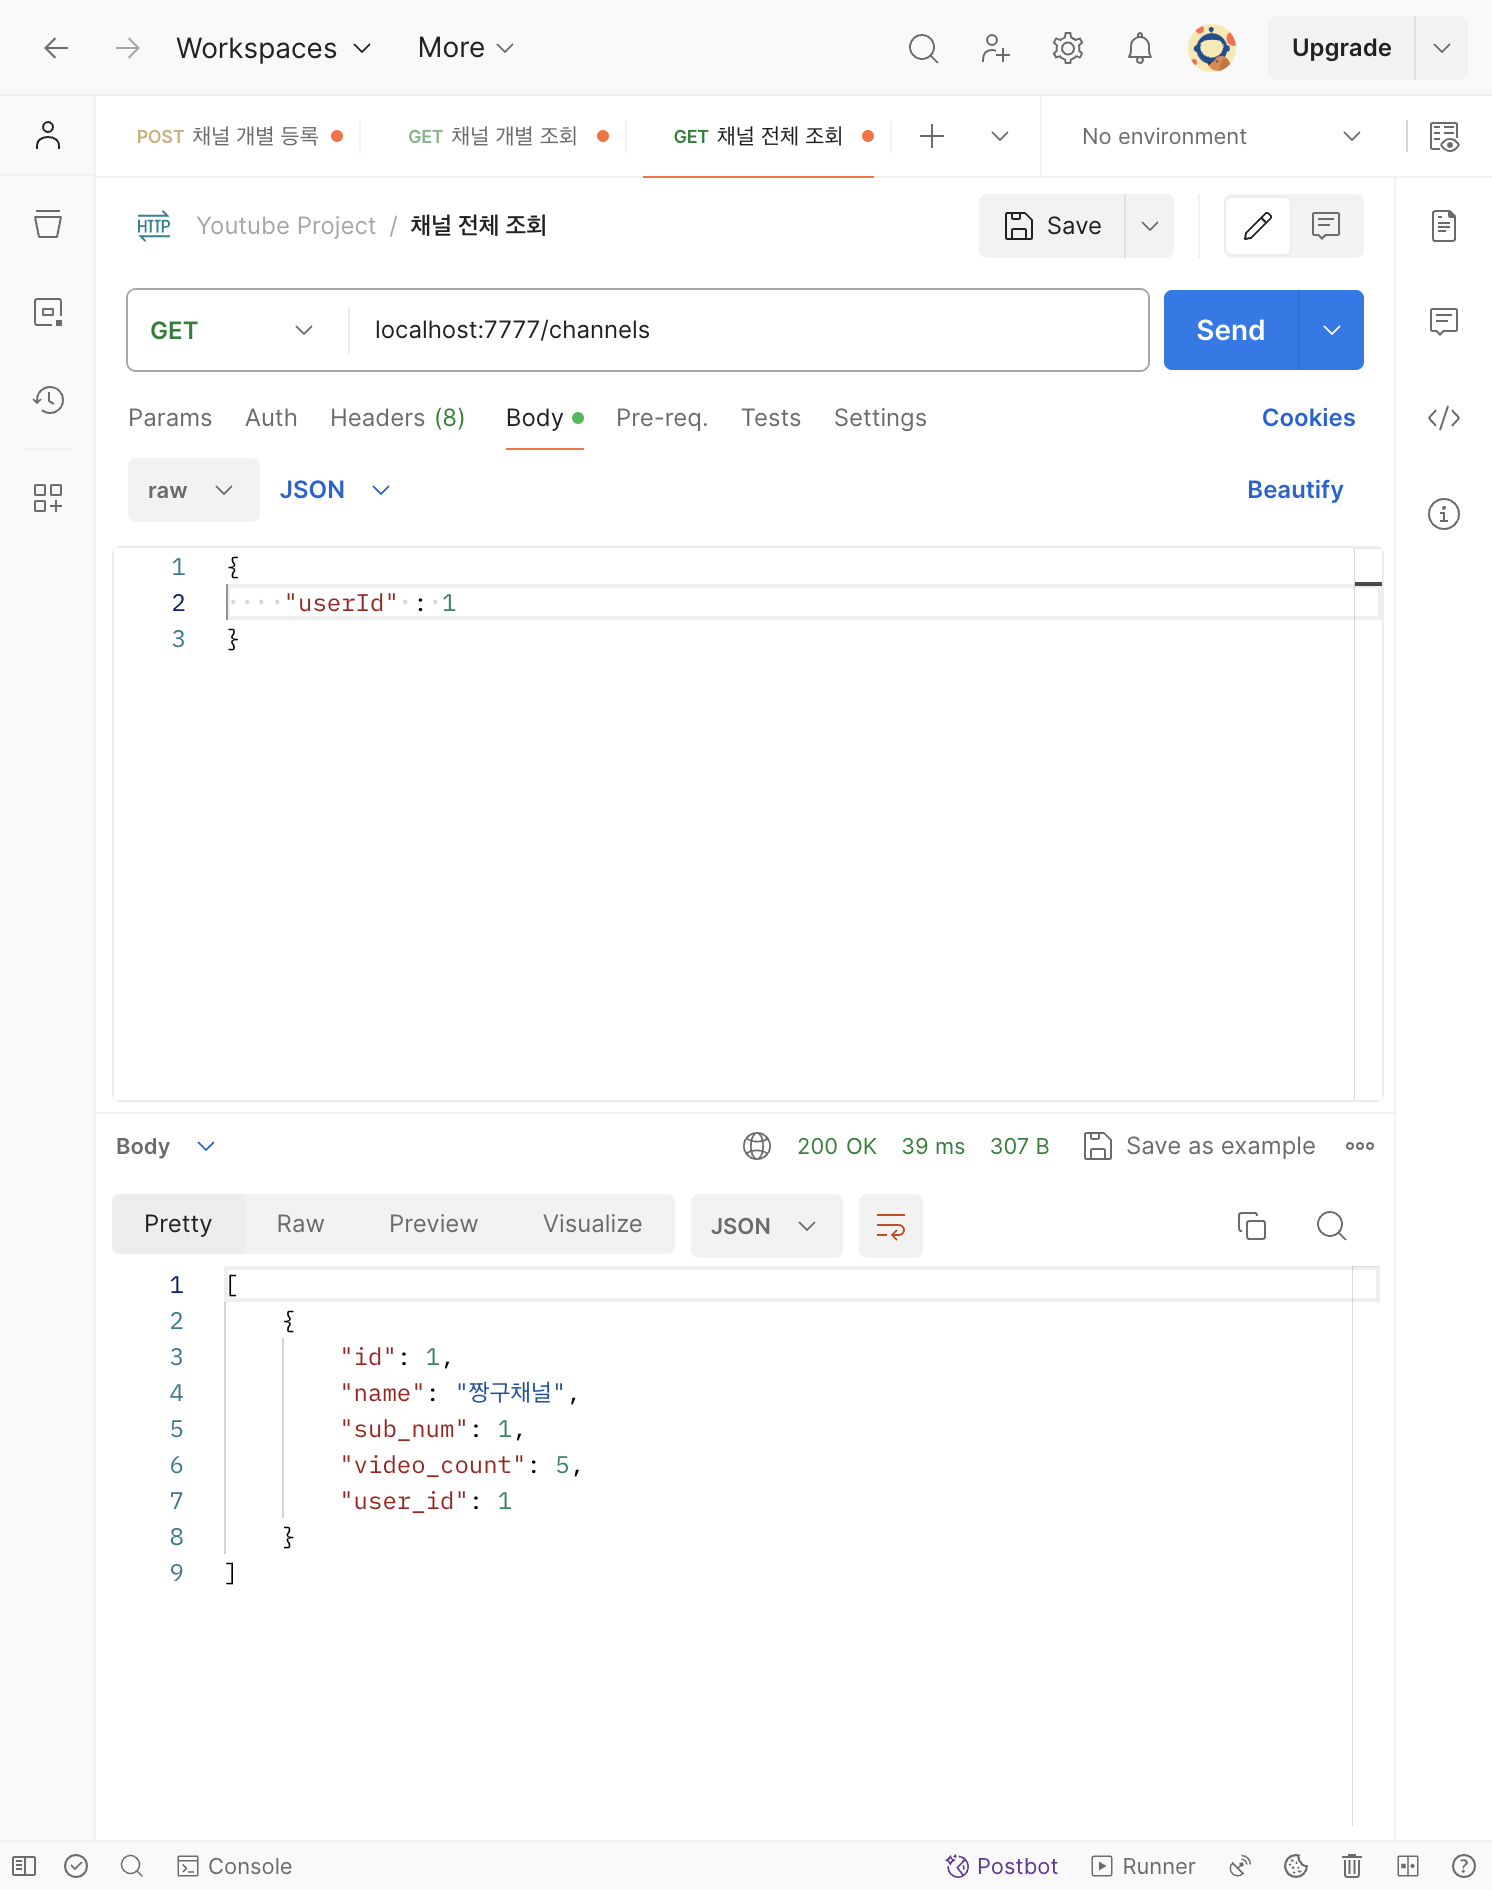 Workspaces More Upgrade
POST 채널 개별 등록 GET 채널 개별 조회 GET 채널 전체 조회 No environment
HTTP Youtube Project / 채널 전체 조회 Save
GET localhost:7777/channels Send
Params Auth Headers (8) Body Pre-req. Tests Settings Cookies
raw JSON Beautify
1 {
2 "userId" : 1
3 }
Body 200 OK 39 ms 307 B Save as example
Pretty Raw Preview Visualize JSON
1 [
2 {
3 "id": 1,
4 "name": "짱구채널",
5 "sub_num": 1,
6 "video_count": 5,
7 "user_id": 1
8 }
9 ]
Console Postbot Runner